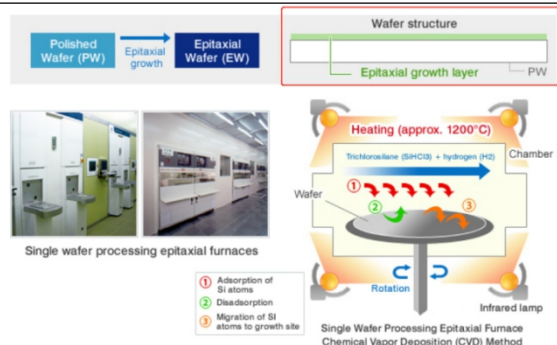 Wafer structure
Polished
Wafer (PW)
Epitaxial
growth
Epitaxial
Wafer (EW)
Epitaxial growth layer
PW
Heating (approx. 1200°C)
Trichlorosilane (SiHCl3) + hydrogen (H2)
Chamber
1
Wafer
2
3
Single wafer processing epitaxial furnaces
1 Adsorption of
Si atoms
2 Disadsorption
3 Migration of SI
atoms to growth site
Rotation
Infrared lamp
Single Wafer Processing Epitaxial Furnace
Chemical Vapor Deposition (CVD) Method